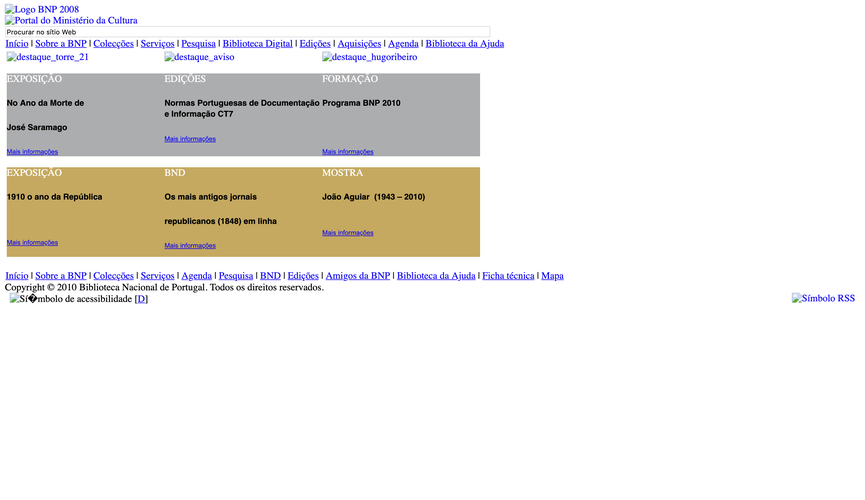 Logo BNP 2008
Portal do Ministério da Cultura
Procurar no sítio Web
Início | Sobre a BNP | Colecções | Serviços | Pesquisa | Biblioteca Digital | Edições | Aquisições | Agenda | Biblioteca da Ajuda
destaque_torre_21 destaque_aviso destaque_hugoribeiro
EXPOSIÇÃO
No Ano da Morte de
José Saramago
Mais informações
EDIÇÕES
Normas Portuguesas de Documentação
e Informação CT7
Mais informações
FORMAÇÃO
Programa BNP 2010
Mais informações
EXPOSIÇÃO
1910 o ano da República
Mais informações
BND
Os mais antigos jornais
republicanos (1848) em linha
Mais informações
MOSTRA
João Aguiar (1943 – 2010)
Mais informações
Início | Sobre a BNP | Colecções | Serviços | Agenda | Pesquisa | BND | Edições | Amigos da BNP | Biblioteca da Ajuda | Ficha técnica | Mapa
Copyright © 2010 Biblioteca Nacional de Portugal. Todos os direitos reservados.
Sí�mbolo de acessibilidade [D] Símbolo RSS